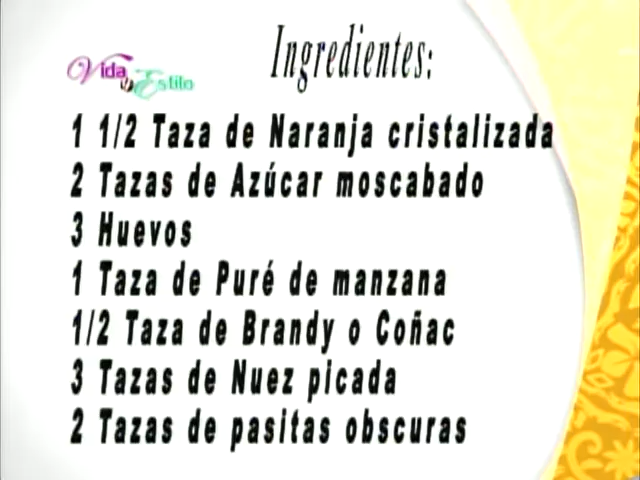 Ingredientes:
Vida
y Estilo
1 1/2 Taza de Naranja cristalizada
2 Tazas de Azúcar moscabado
3 Huevos
1 Taza de Puré de manzana
1/2 Taza de Brandy o Coñac
3 Tazas de Nuez picada
2 Tazas de pasitas obscuras